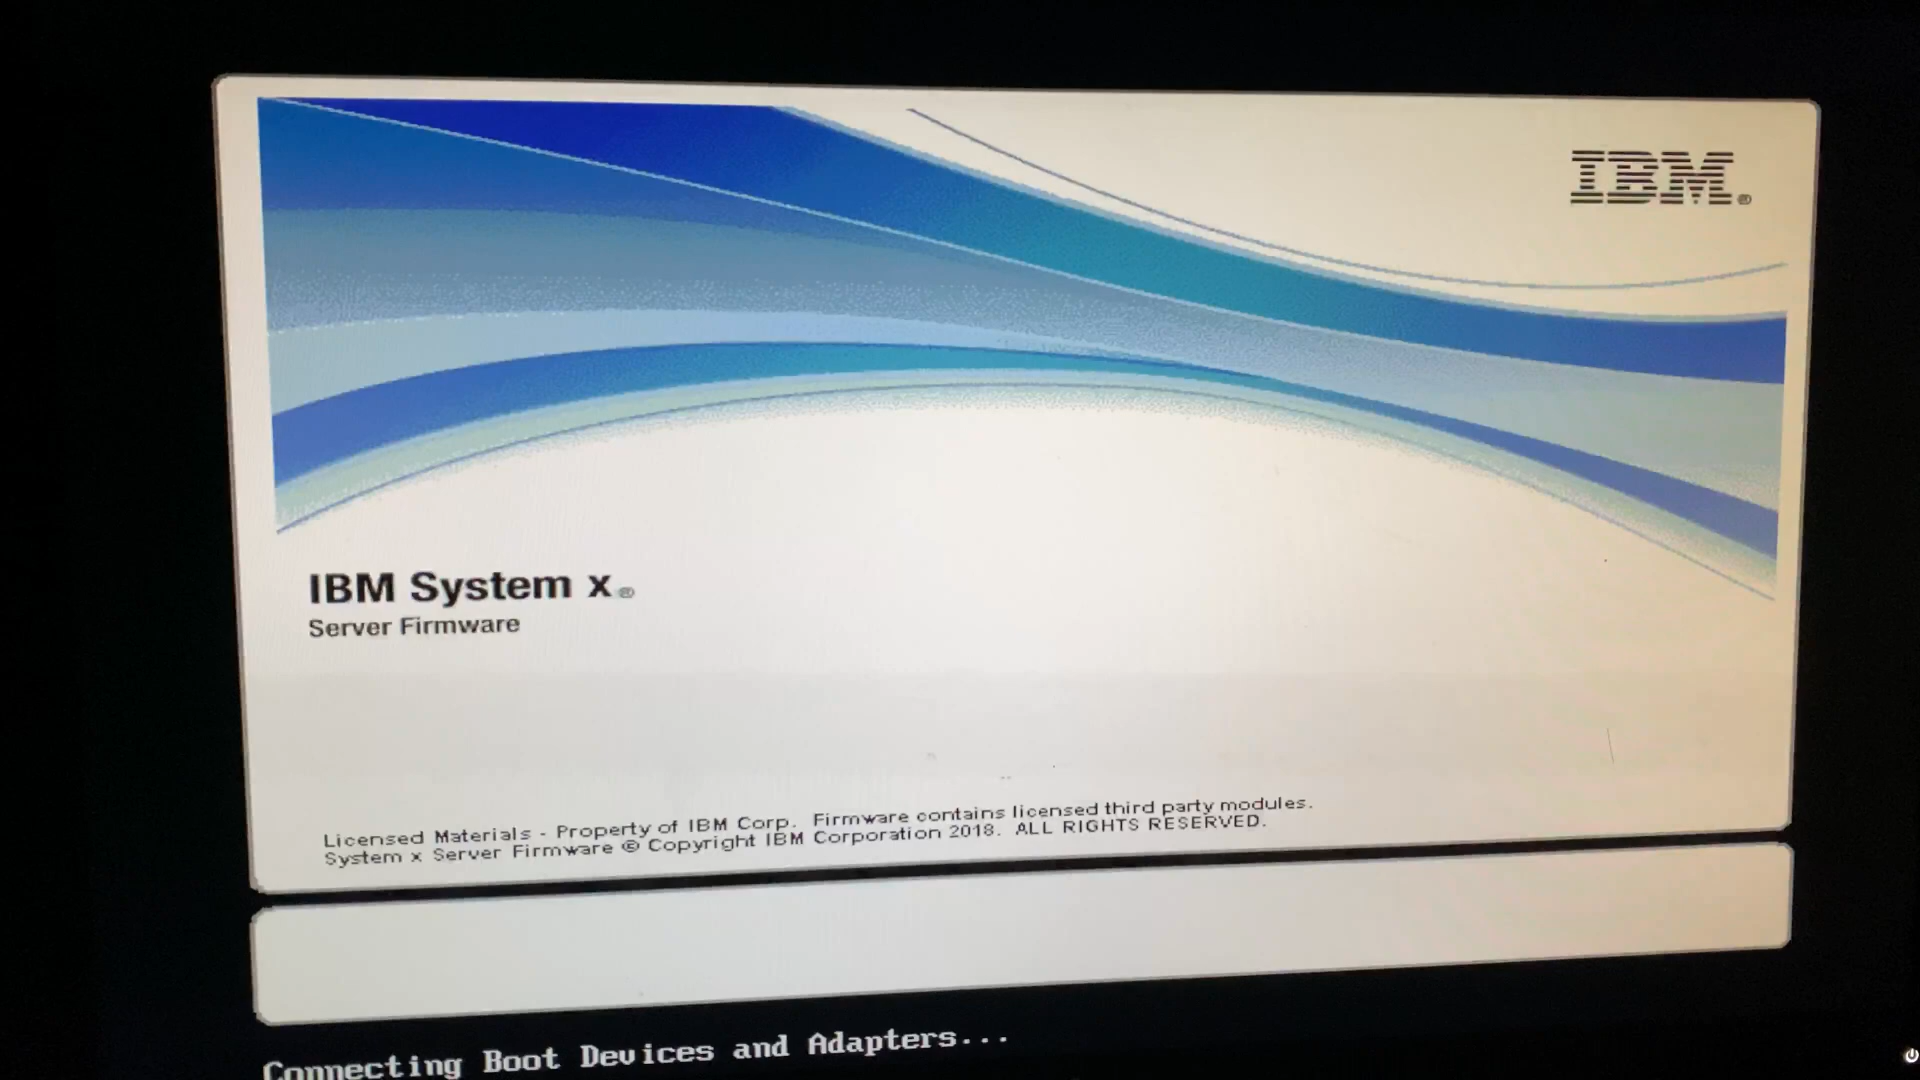 IBM®
IBM System x®
Server Firmware
Licensed Materials - Property of IBM Corp. Firmware contains licensed third party modules.
System x Server Firmware © Copyright IBM Corporation 2018. ALL RIGHTS RESERVED.
Connecting Boot Devices and Adapters...